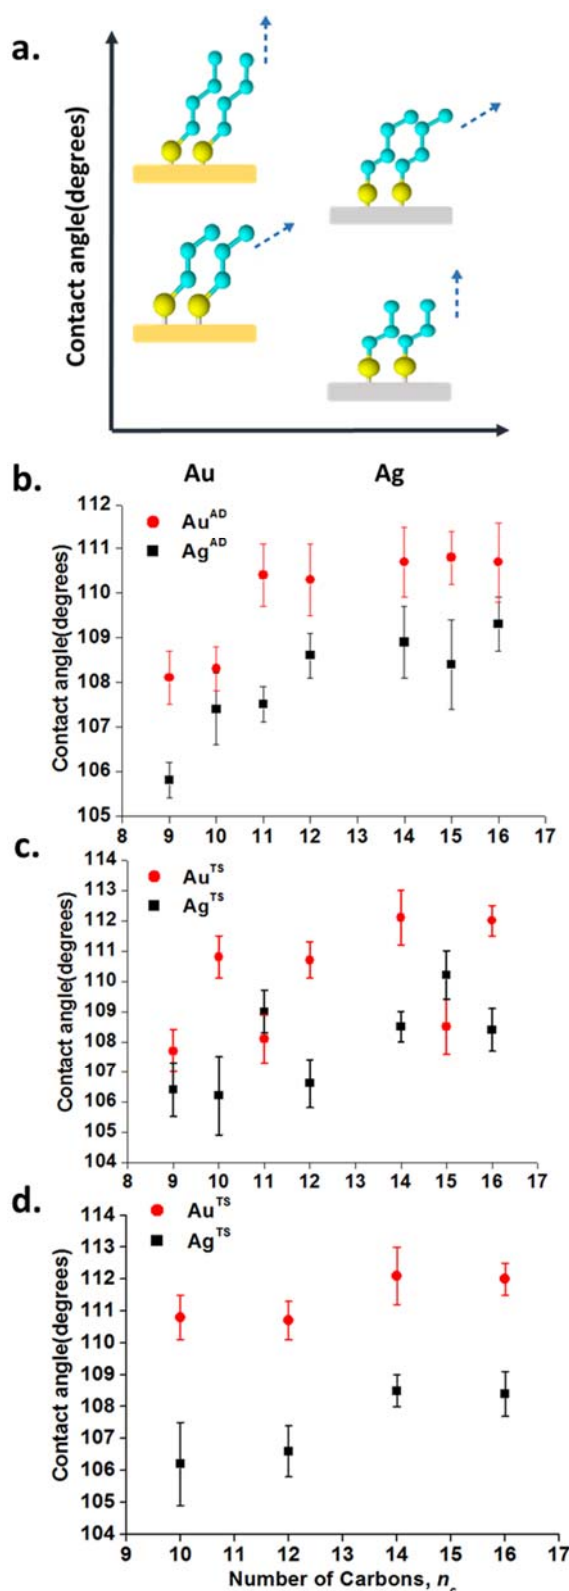 a.
Contact angle(degrees)
Au Ag
b.
Contact angle(degrees)
112
111
110
109
108
107
106
105
Au^AD
Ag^AD
8 9 10 11 12 13 14 15 16 17
c.
Contact angle(degrees)
114
113
112
111
110
109
108
107
106
105
104
Au^TS
Ag^TS
8 9 10 11 12 13 14 15 16 17
d.
Contact angle(degrees)
114
113
112
111
110
109
108
107
106
105
104
Au^TS
Ag^TS
9 10 11 12 13 14 15 16 17
Number of Carbons, n_c